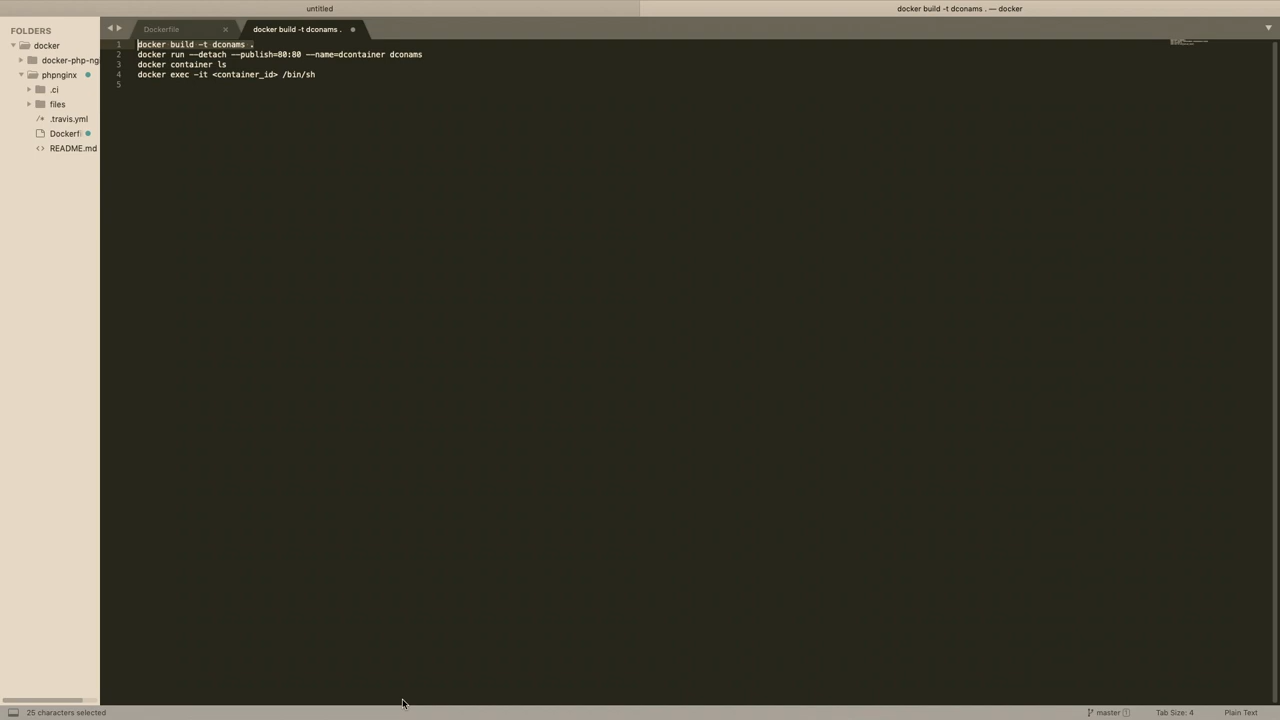 untitled
docker build -t dconams . — docker
FOLDERS
docker
docker-php-ng
phpnginx
.ci
files
.travis.yml
Dockerfi
README.md
Dockerfile
docker build -t dconams .
1 docker build -t dconams .
2 docker run --detach --publish=80:80 --name=dcontainer dconams
3 docker container ls
4 docker exec -it <container_id> /bin/sh
5
25 characters selected
master 1
Tab Size: 4
Plain Text